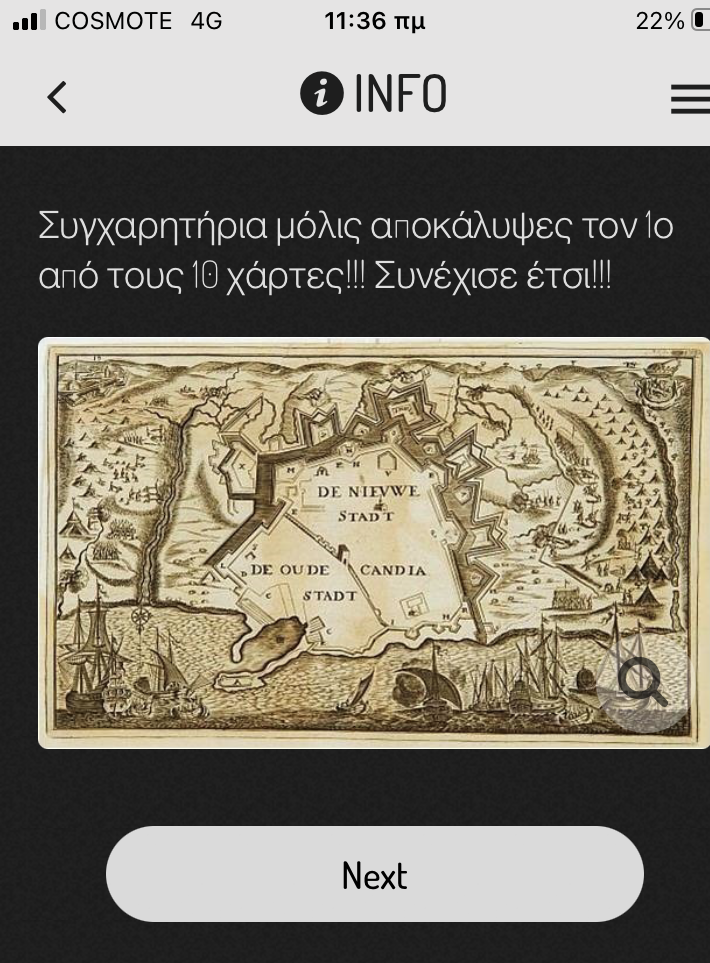 COSMOTE 4G 11:36 πμ 22%
INFO
Συγχαρητήρια μόλις αποκάλυψες τον 1ο
από τους 10 χάρτες!!! Συνέχισε έτσι!!!
DE NIEVWE
STADT
DE OUDE CANDIA
STADT
Next